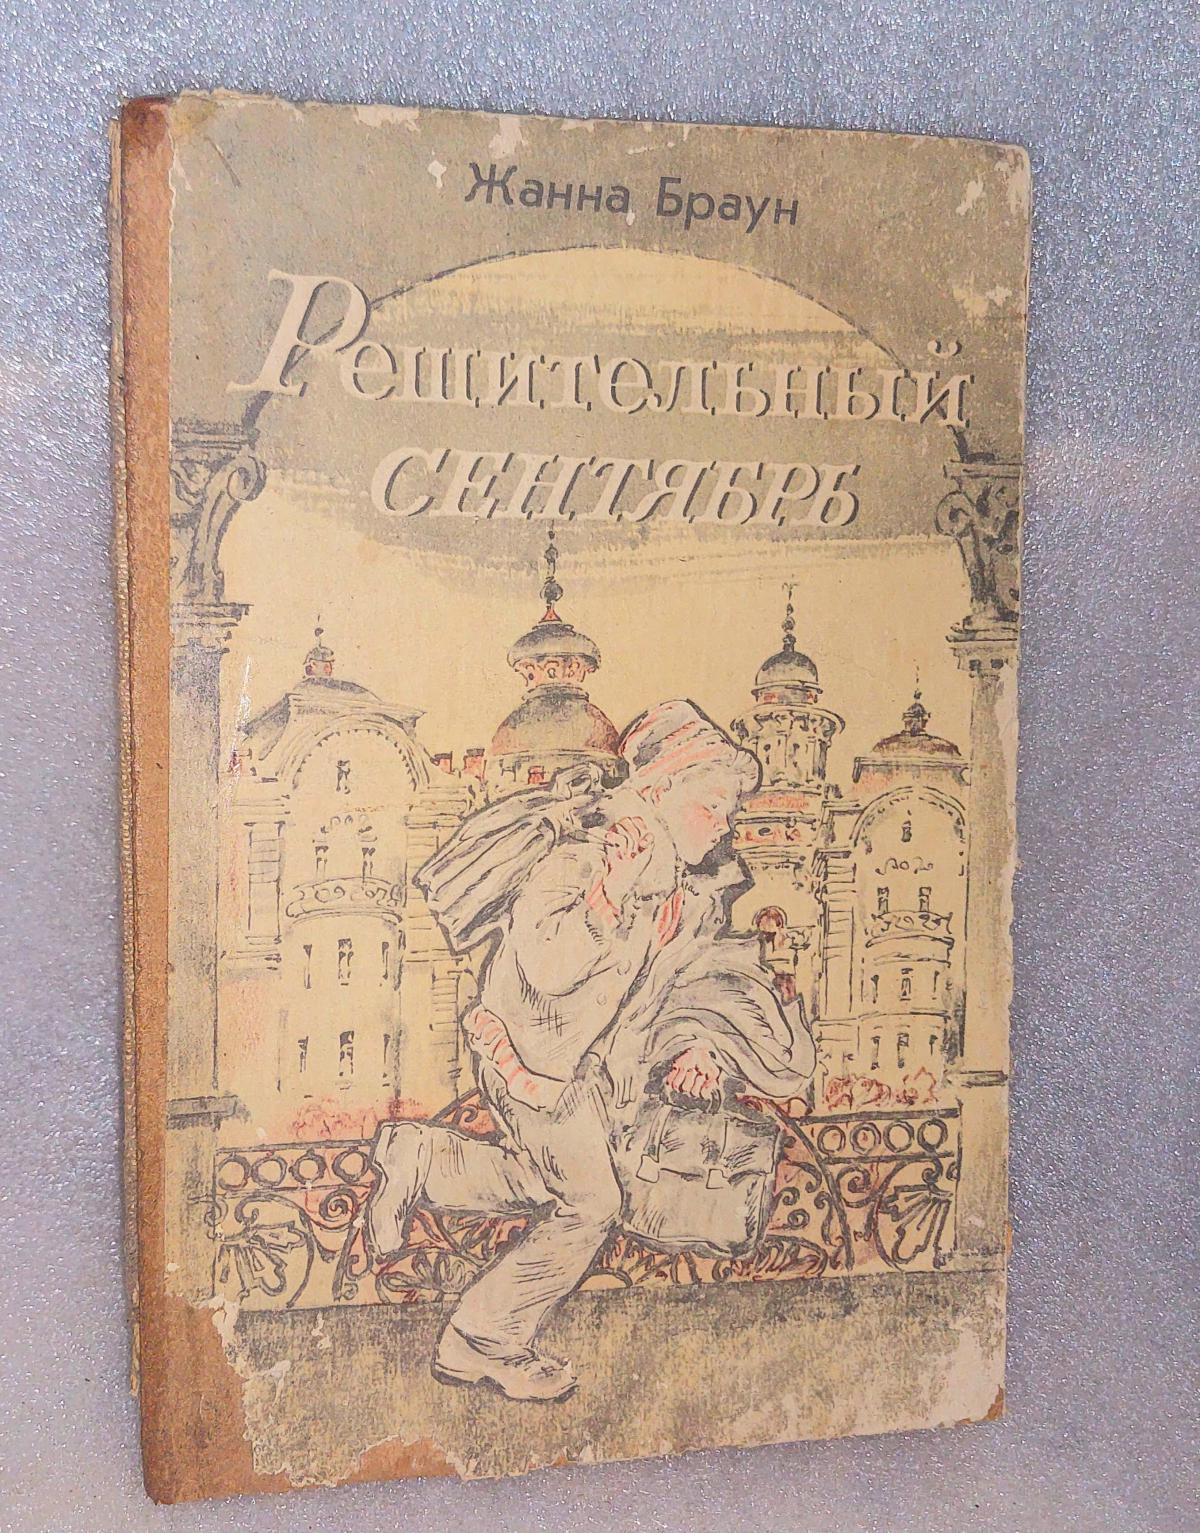 Жанна Браун
Решительный
сентябрь